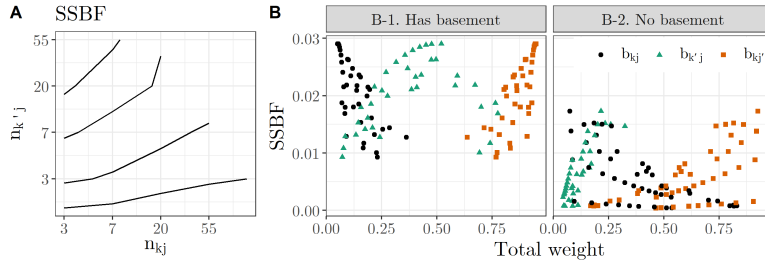 A
SSBF
55
20
7
3
n_k'j
3 7 20 55
n_kj
B
B-1. Has basement
B-2. No basement
b_kj b_k'j b_kj'
0.03
0.02
0.01
0.00
SSBF
0.00 0.25 0.50 0.75 0.00 0.25 0.50 0.75
Total weight